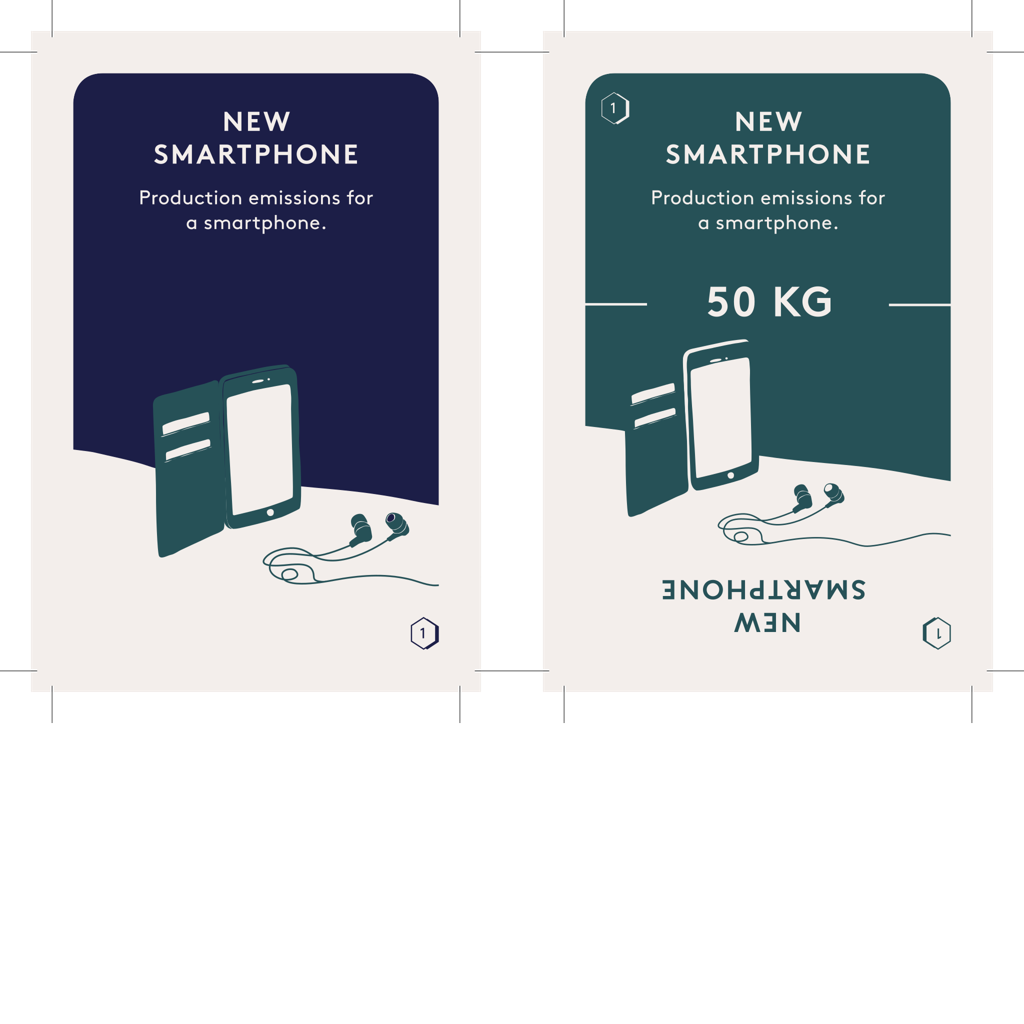 NEW
SMARTPHONE
Production emissions for
a smartphone.
1
1
NEW
SMARTPHONE
Production emissions for
a smartphone.
50 KG
NEW
SMARTPHONE
1